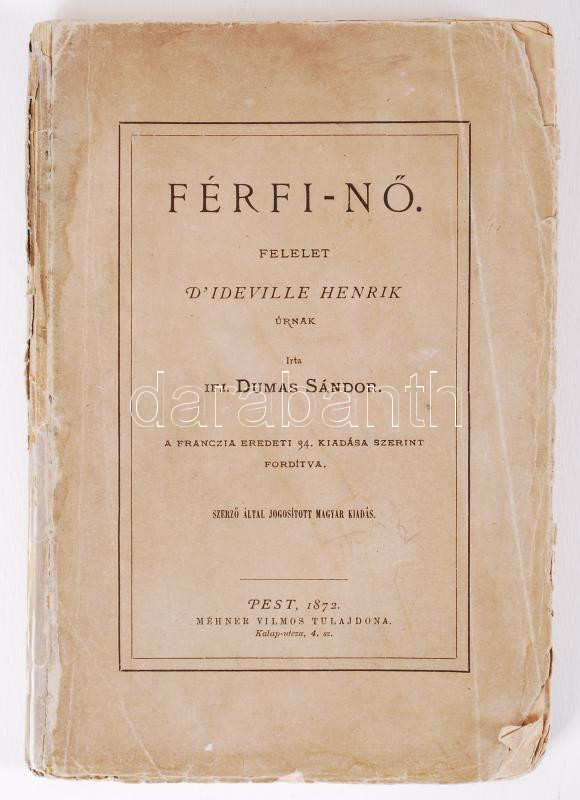 FÉRFI-NŐ.
FELELET
D'IDEVILLE HENRIK
ÚRNAK
Irta
IFJ. DUMAS SÁNDOR.
darabanth
A FRANCZIA EREDETI 34. KIADÁSA SZERINT
FORDÍTVA.
SZERZŐ ÁLTAL JOGOSÍTOTT MAGYAR KIADÁS.
PEST, 1872.
MÉHNER VILMOS TULAJDONA.
Kalap-utcza, 4. sz.